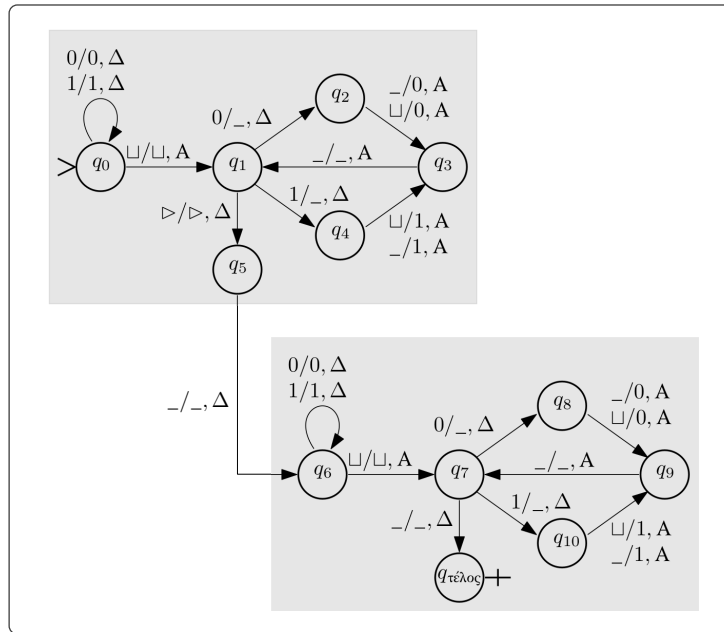 0/0, Δ
1/1, Δ
q0
⊔/⊔, Α
q1
0/_, Δ
q2
_/0, Α
⊔/0, Α
_/_, Α
q3
1/_, Δ
q4
⊔/1, Α
_/1, Α
▷/▷, Δ
q5
_/_, Δ
0/0, Δ
1/1, Δ
q6
⊔/⊔, Α
q7
0/_, Δ
q8
_/0, Α
⊔/0, Α
_/_, Α
q9
1/_, Δ
q10
⊔/1, Α
_/1, Α
_/_, Δ
qτέλος